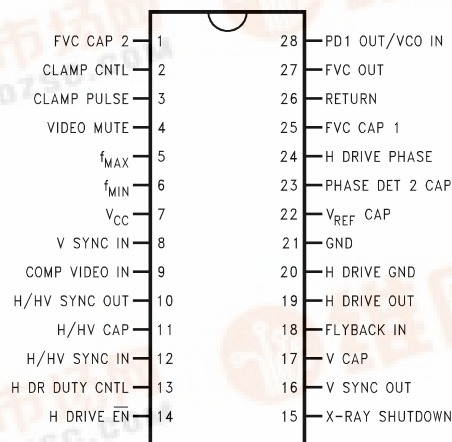 FVC CAP 2 1 28 PD1 OUT/VCO IN
CLAMP CNTL 2 27 FVC OUT
CLAMP PULSE 3 26 RETURN
VIDEO MUTE 4 25 FVC CAP 1
fMAX 5 24 H DRIVE PHASE
fMIN 6 23 PHASE DET 2 CAP
VCC 7 22 VREF CAP
V SYNC IN 8 21 GND
COMP VIDEO IN 9 20 H DRIVE GND
H/HV SYNC OUT 10 19 H DRIVE OUT
H/HV CAP 11 18 FLYBACK IN
H/HV SYNC IN 12 17 V CAP
H DR DUTY CNTL 13 16 V SYNC OUT
H DRIVE E̅N̅ 14 15 X-RAY SHUTDOWN